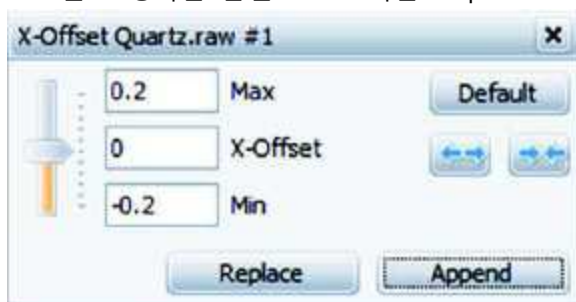 X-Offset Quartz.raw #1
0.2 Max Default
0 X-Offset
-0.2 Min
Replace Append